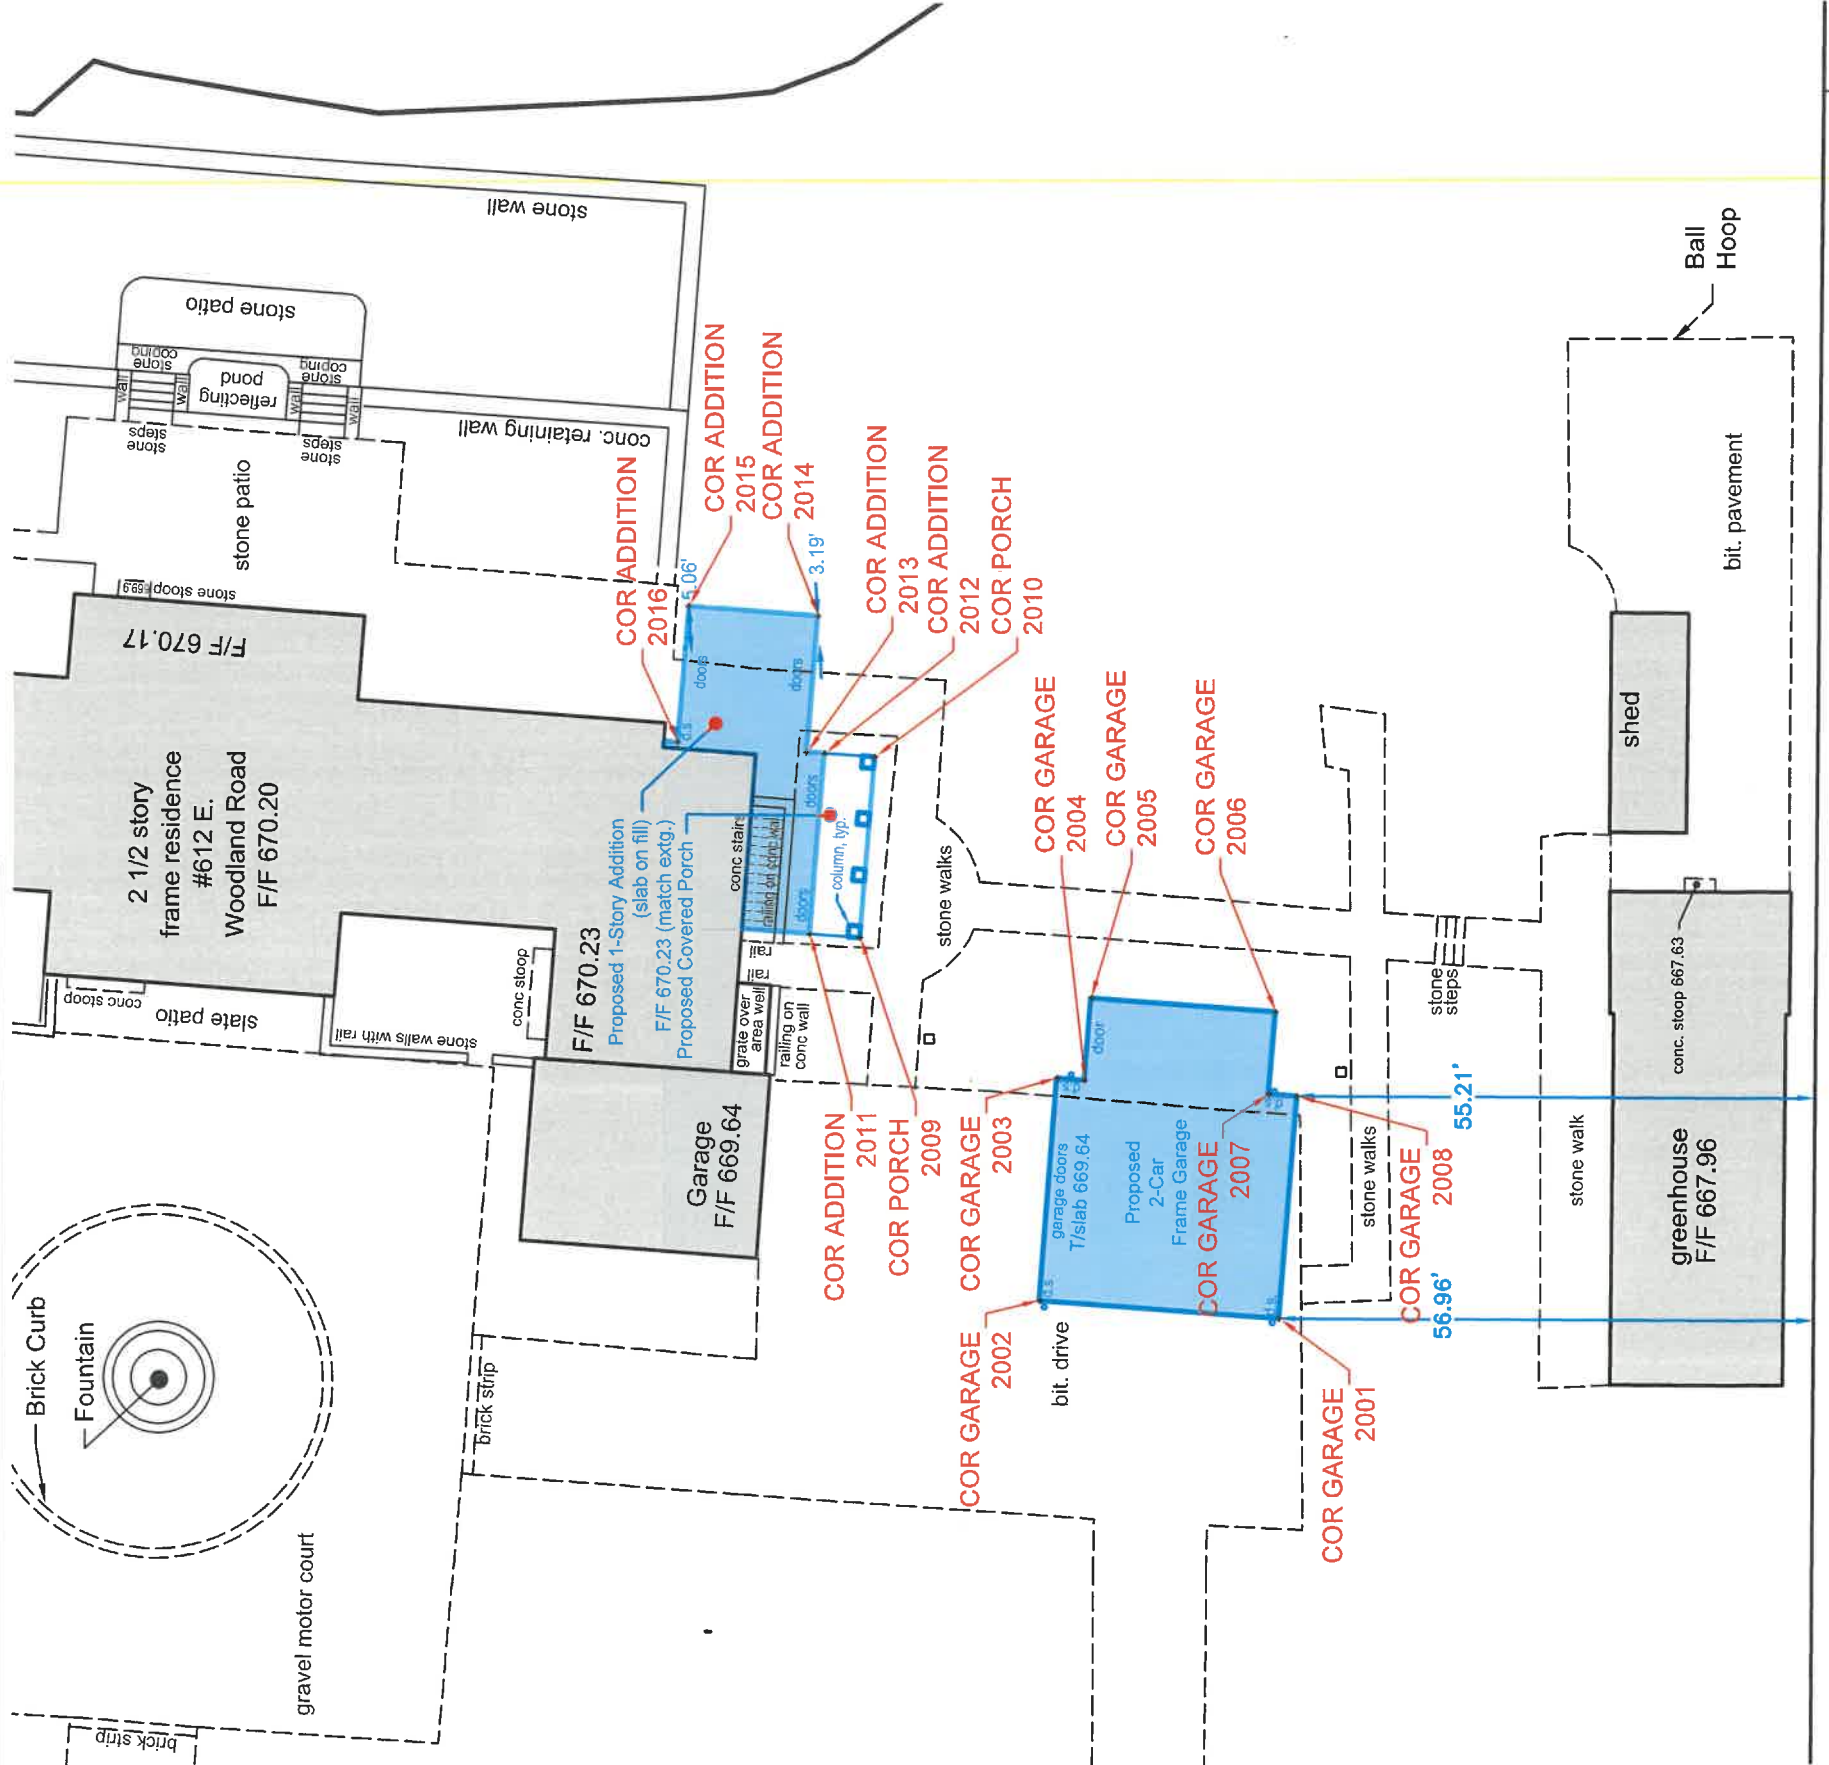 stone wall
stone patio
stone
coping
stone
coping
reflecting
pond
wall
wall
wall
wall
stone
steps
stone
steps
conc. retaining wall
stone patio
stone stoop
669.9
F/F 670.17
2 1/2 story
frame residence
#612 E.
Woodland Road
F/F 670.20
conc stoop
slate patio
stone walls with rail
conc stoop
F/F 670.23
Proposed 1-Story Addition
(slab on fill)
F/F 670.23 (match extg.)
Proposed Covered Porch
conc stairs
railing on conc wall
doors
doors
doors
doors
d.s
column, typ.
rail
rail
grate over
area well
railing on
conc wall
Garage
F/F 669.64
5.06'
3.19'
COR ADDITION
2016
COR ADDITION
2015
COR ADDITION
2014
COR ADDITION
2013
COR ADDITION
2012
COR PORCH
2010
COR ADDITION
2011
COR PORCH
2009
COR GARAGE
2003
COR GARAGE
2004
COR GARAGE
2005
COR GARAGE
2006
COR GARAGE
2007
COR GARAGE
2008
COR GARAGE
2002
COR GARAGE
2001
stone walks
door
garage doors
T/slab 669.64
Proposed
2-Car
Frame Garage
d.s
d.s
bit. drive
stone walks
55.21'
56.96'
stone
steps
stone walk
conc. stoop 667.63
greenhouse
F/F 667.96
shed
bit. pavement
Ball
Hoop
Brick Curb
Fountain
brick strip
gravel motor court
brick strip